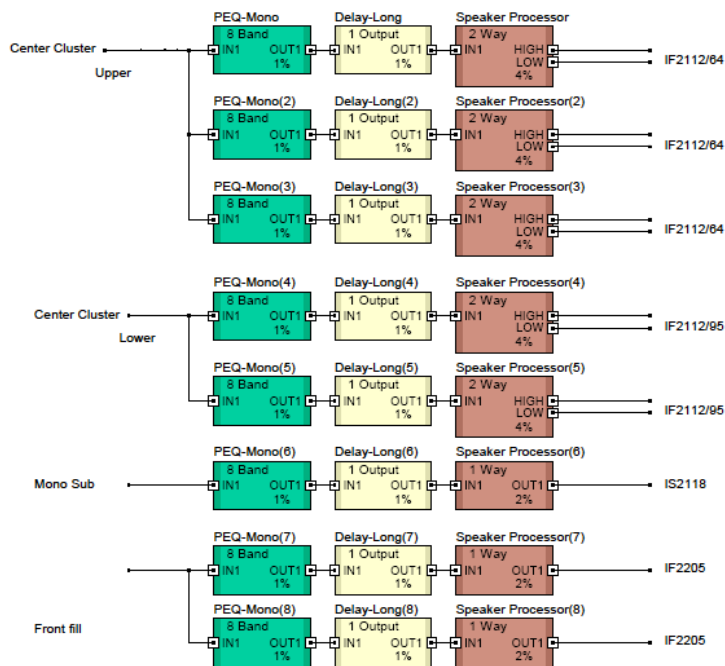 PEQ-Mono Delay-Long Speaker Processor
8 Band 1 Output 2 Way
Center Cluster IN1 OUT1 IN1 OUT1 IN1 HIGH
1% 1% LOW IF2112/64
Upper 4%
PEQ-Mono(2) Delay-Long(2) Speaker Processor(2)
8 Band 1 Output 2 Way
IN1 OUT1 IN1 OUT1 IN1 HIGH
1% 1% LOW IF2112/64
4%
PEQ-Mono(3) Delay-Long(3) Speaker Processor(3)
8 Band 1 Output 2 Way
IN1 OUT1 IN1 OUT1 IN1 HIGH
1% 1% LOW IF2112/64
4%
PEQ-Mono(4) Delay-Long(4) Speaker Processor(4)
8 Band 1 Output 2 Way
Center Cluster IN1 OUT1 IN1 OUT1 IN1 HIGH
1% 1% LOW IF2112/95
Lower 4%
PEQ-Mono(5) Delay-Long(5) Speaker Processor(5)
8 Band 1 Output 2 Way
IN1 OUT1 IN1 OUT1 IN1 HIGH
1% 1% LOW IF2112/95
4%
PEQ-Mono(6) Delay-Long(6) Speaker Processor(6)
8 Band 1 Output 1 Way
Mono Sub IN1 OUT1 IN1 OUT1 IN1 OUT1 IS2118
1% 1% 2%
PEQ-Mono(7) Delay-Long(7) Speaker Processor(7)
8 Band 1 Output 1 Way
IN1 OUT1 IN1 OUT1 IN1 OUT1 IF2205
1% 1% 2%
PEQ-Mono(8) Delay-Long(8) Speaker Processor(8)
Front fill 8 Band 1 Output 1 Way
IN1 OUT1 IN1 OUT1 IN1 OUT1 IF2205
1% 1% 2%